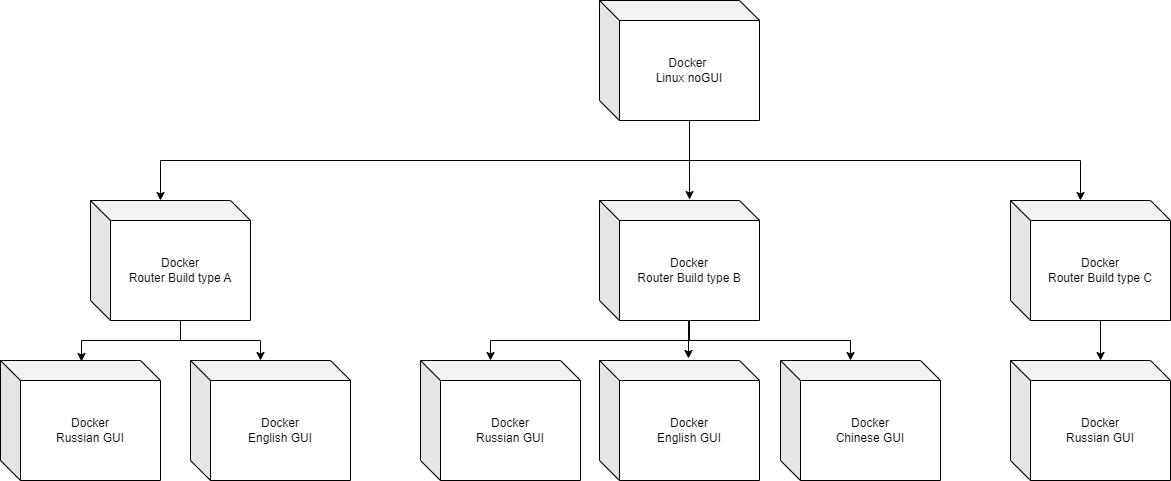 Docker
Linux noGUI
Docker
Router Build type A
Docker
Router Build type B
Docker
Router Build type C
Docker
Russian GUI
Docker
English GUI
Docker
Russian GUI
Docker
English GUI
Docker
Chinese GUI
Docker
Russian GUI